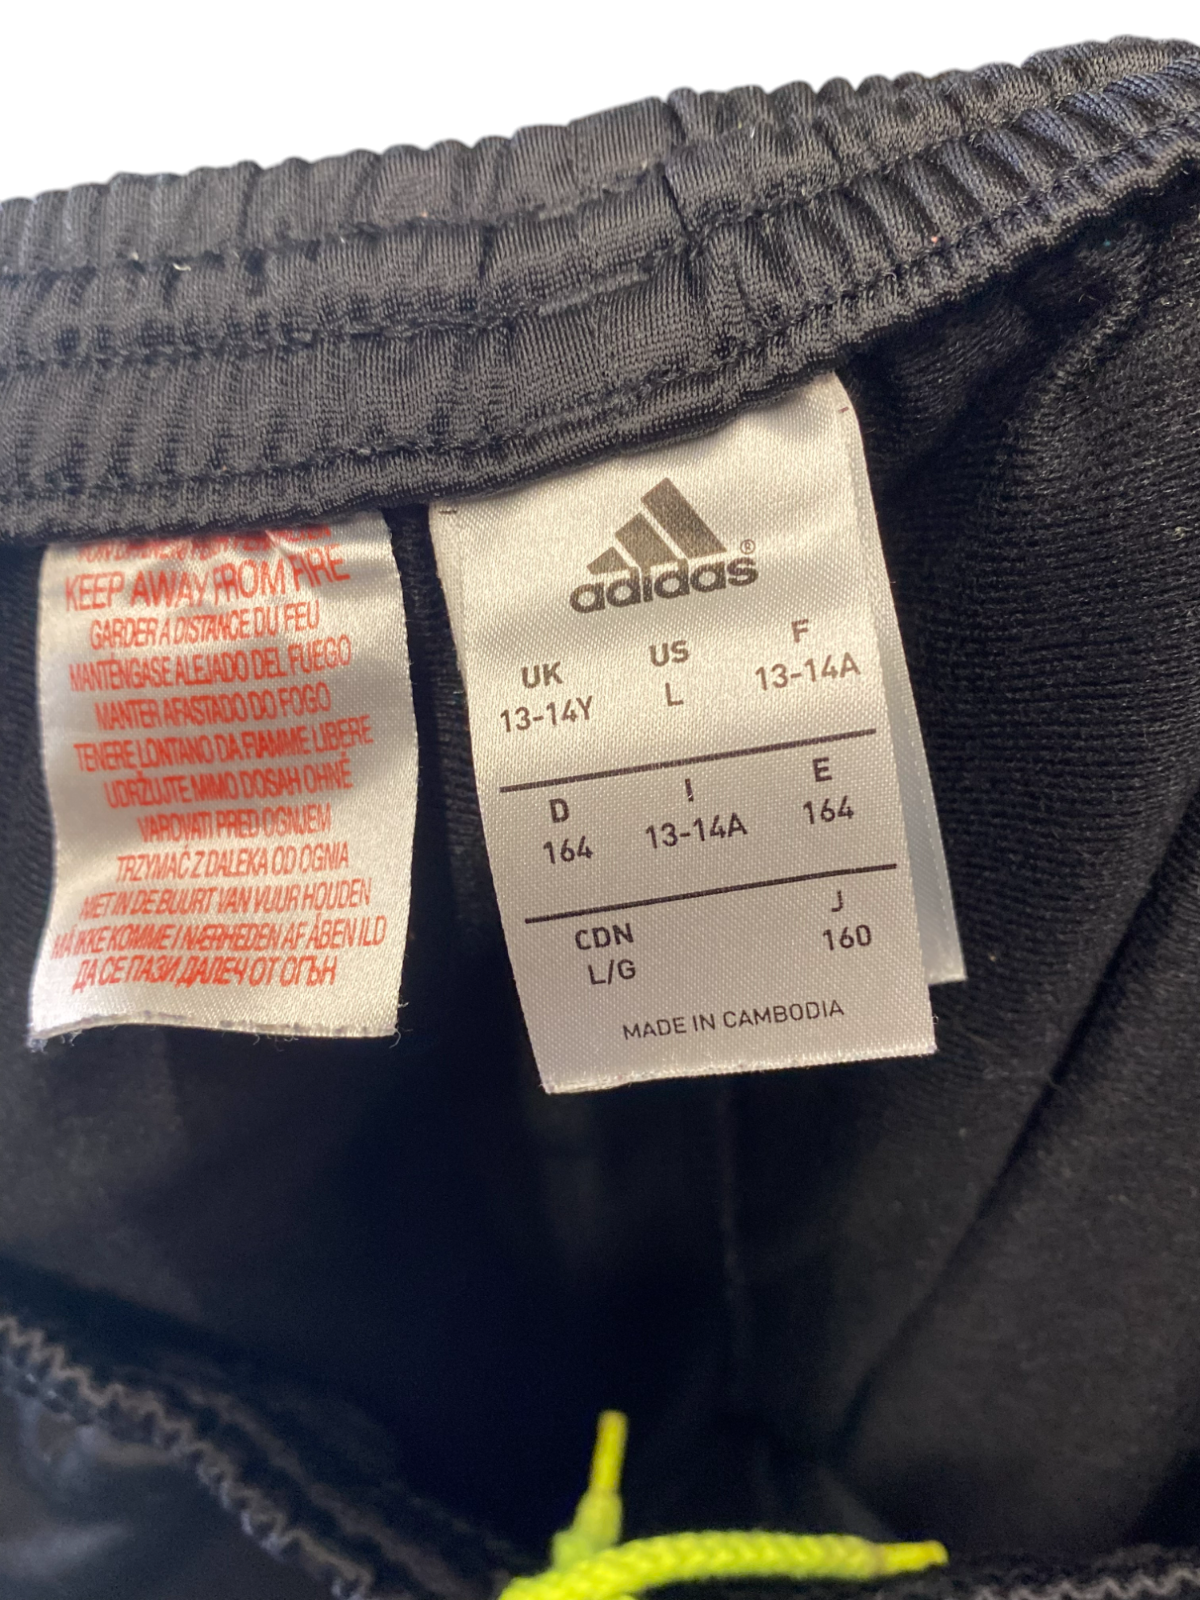 KEEP AWAY FROM FIRE
GARDER A DISTANCE DU FEU
MANTÉNGASE ALEJADO DEL FUEGO
MANTER AFASTADO DO FOGO
TENERE LONTANO DA FIAMME LIBERE
UDRŽUJTE MIMO DOSAH OHNĚ
VAROVATI PRED OGNJEM
TRZYMAĆ Z DALEKA OD OGNIA
NIET IN DE BUURT VAN VUUR HOUDEN
MÅ IKKE KOMME I NÆRHEDEN AF ÅBEN ILD
ДА СЕ ПАЗИ ДАЛЕЧ ОТ ОГЪН
adidas®
UK US F
13-14Y L 13-14A
D I E
164 13-14A 164
CDN J
L/G 160
MADE IN CAMBODIA